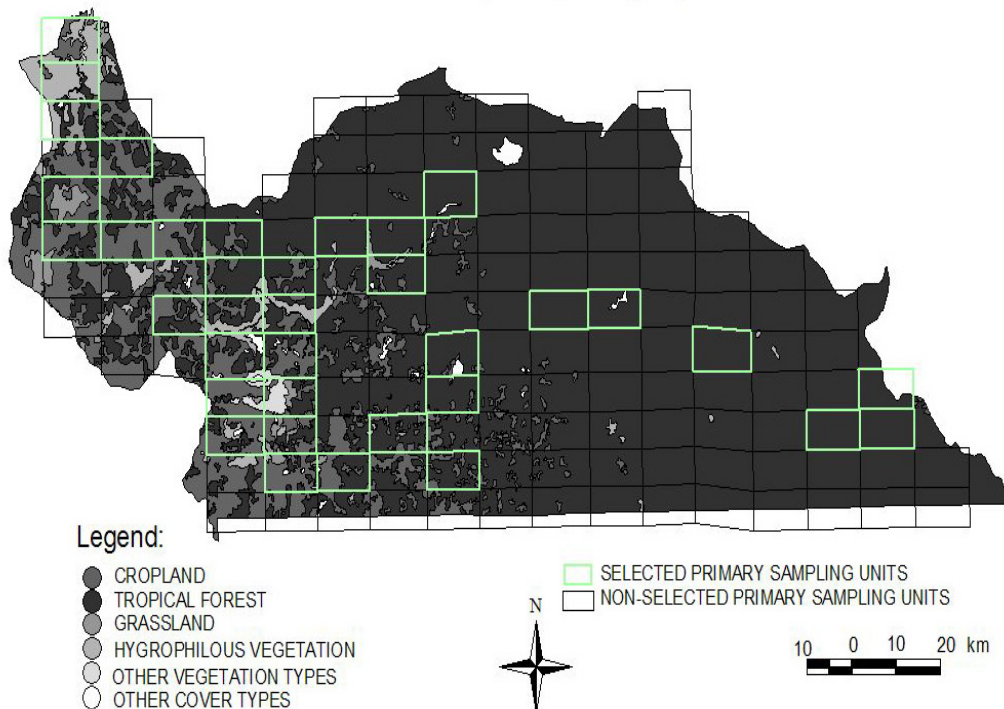 Legend:
CROPLAND
TROPICAL FOREST
GRASSLAND
HYGROPHILOUS VEGETATION
OTHER VEGETATION TYPES
OTHER COVER TYPES
SELECTED PRIMARY SAMPLING UNITS
NON-SELECTED PRIMARY SAMPLING UNITS
N
10 0 10 20 km